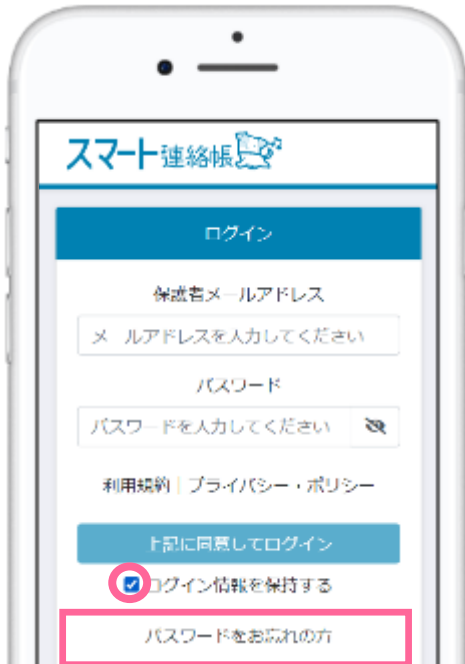 スマート連絡帳
ログイン
保護者メールアドレス
メールアドレスを入力してください
パスワード
パスワードを入力してください
利用規約 | プライバシー・ポリシー
上記に同意してログイン
ログイン情報を保持する
パスワードをお忘れの方